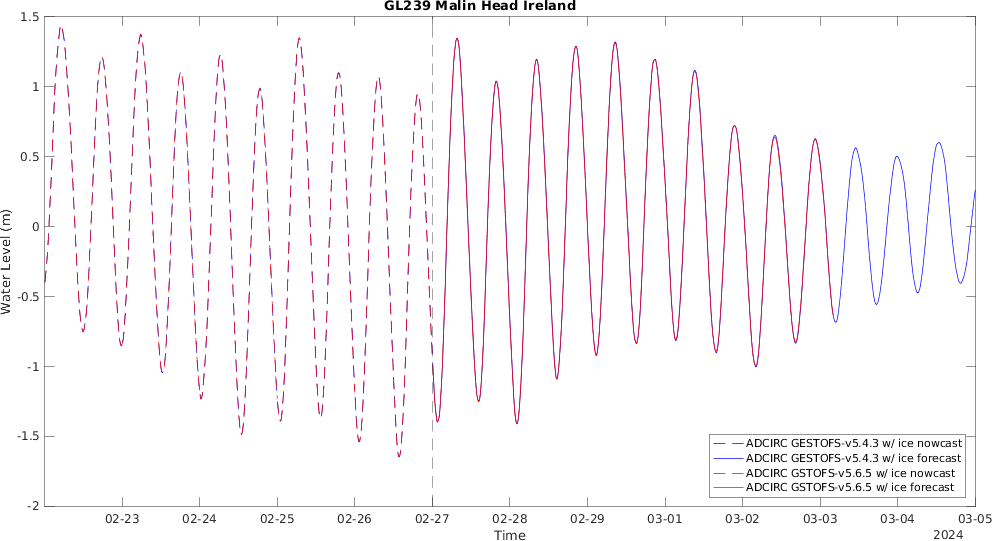 GL239 Malin Head Ireland
1.5
1
0.5
0
-0.5
-1
-1.5
-2
Water Level (m)
ADCIRC GESTOFS-v5.4.3 w/ ice nowcast
ADCIRC GESTOFS-v5.4.3 w/ ice forecast
ADCIRC GSTOFS-v5.6.5 w/ ice nowcast
ADCIRC GSTOFS-v5.6.5 w/ ice forecast
02-23 02-24 02-25 02-26 02-27 02-28 02-29 03-01 03-02 03-03 03-04 03-05
Time
2024